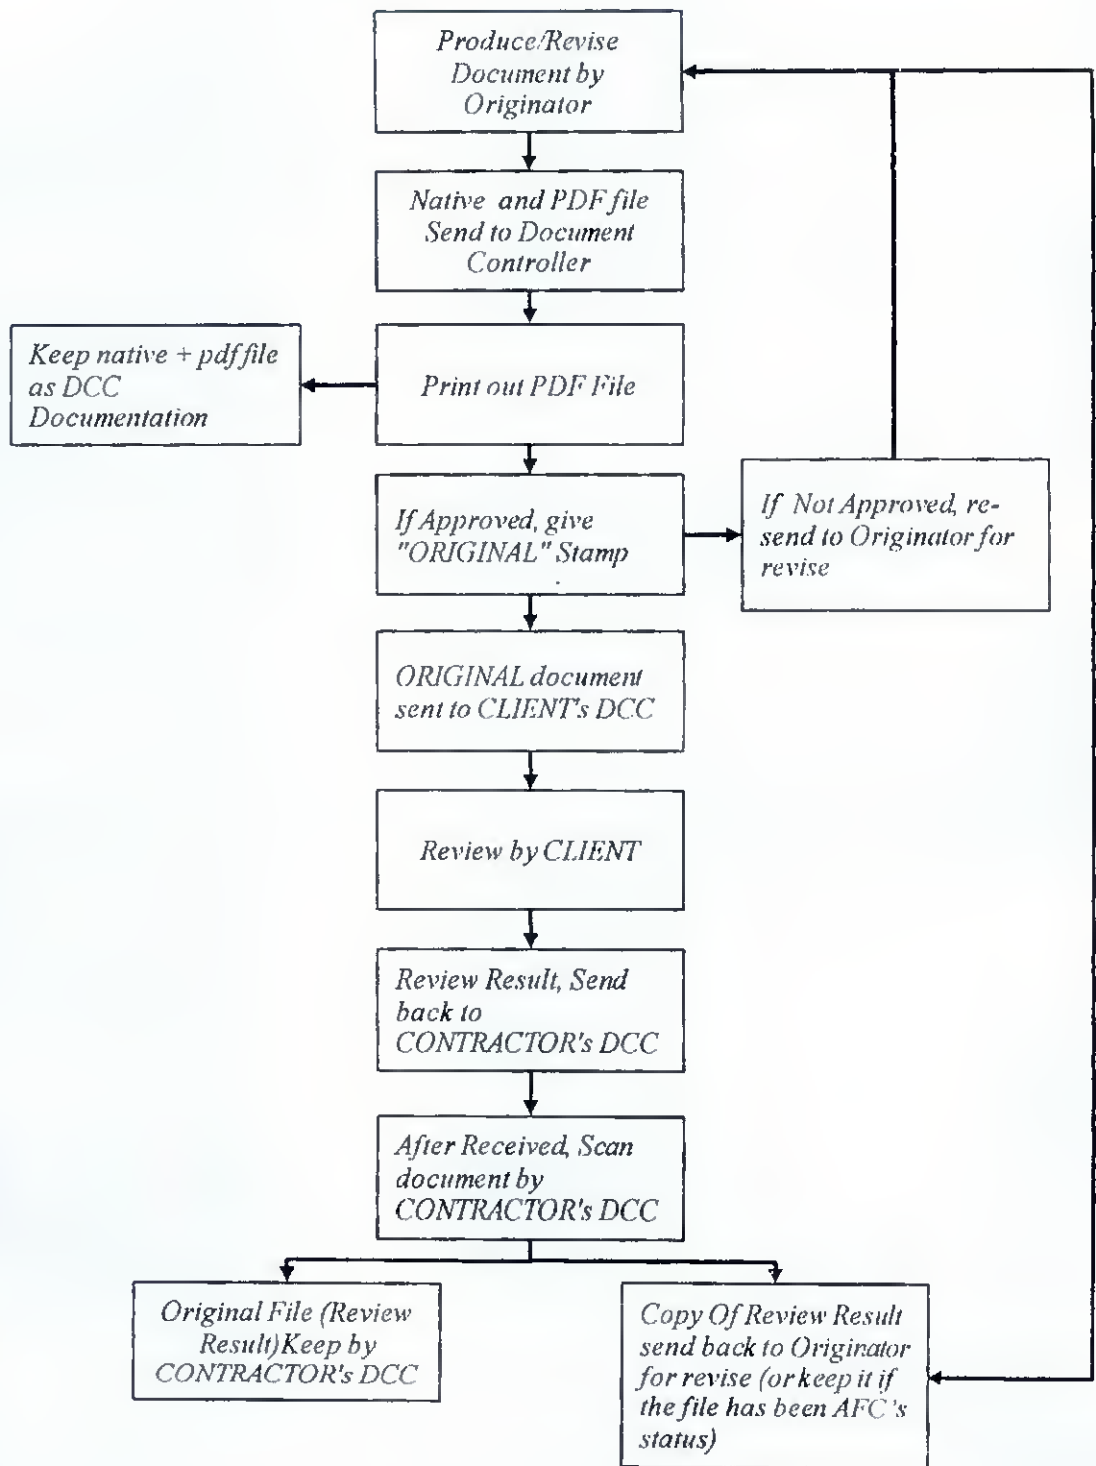 Produce/Revise
Document by
Originator
Native and PDF file
Send to Document
Controller
Keep native + pdf file
as DCC
Documentation
Print out PDF File
If Approved, give
"ORIGINAL" Stamp
If Not Approved, re-
send to Originator for
revise
ORIGINAL document
sent to CLIENT's DCC
Review by CLIENT
Review Result, Send
back to
CONTRACTOR's DCC
After Received, Scan
document by
CONTRACTOR's DCC
Original File (Review
Result)Keep by
CONTRACTOR's DCC
Copy Of Review Result
send back to Originator
for revise (or keep it if
the file has been AFC's
status)